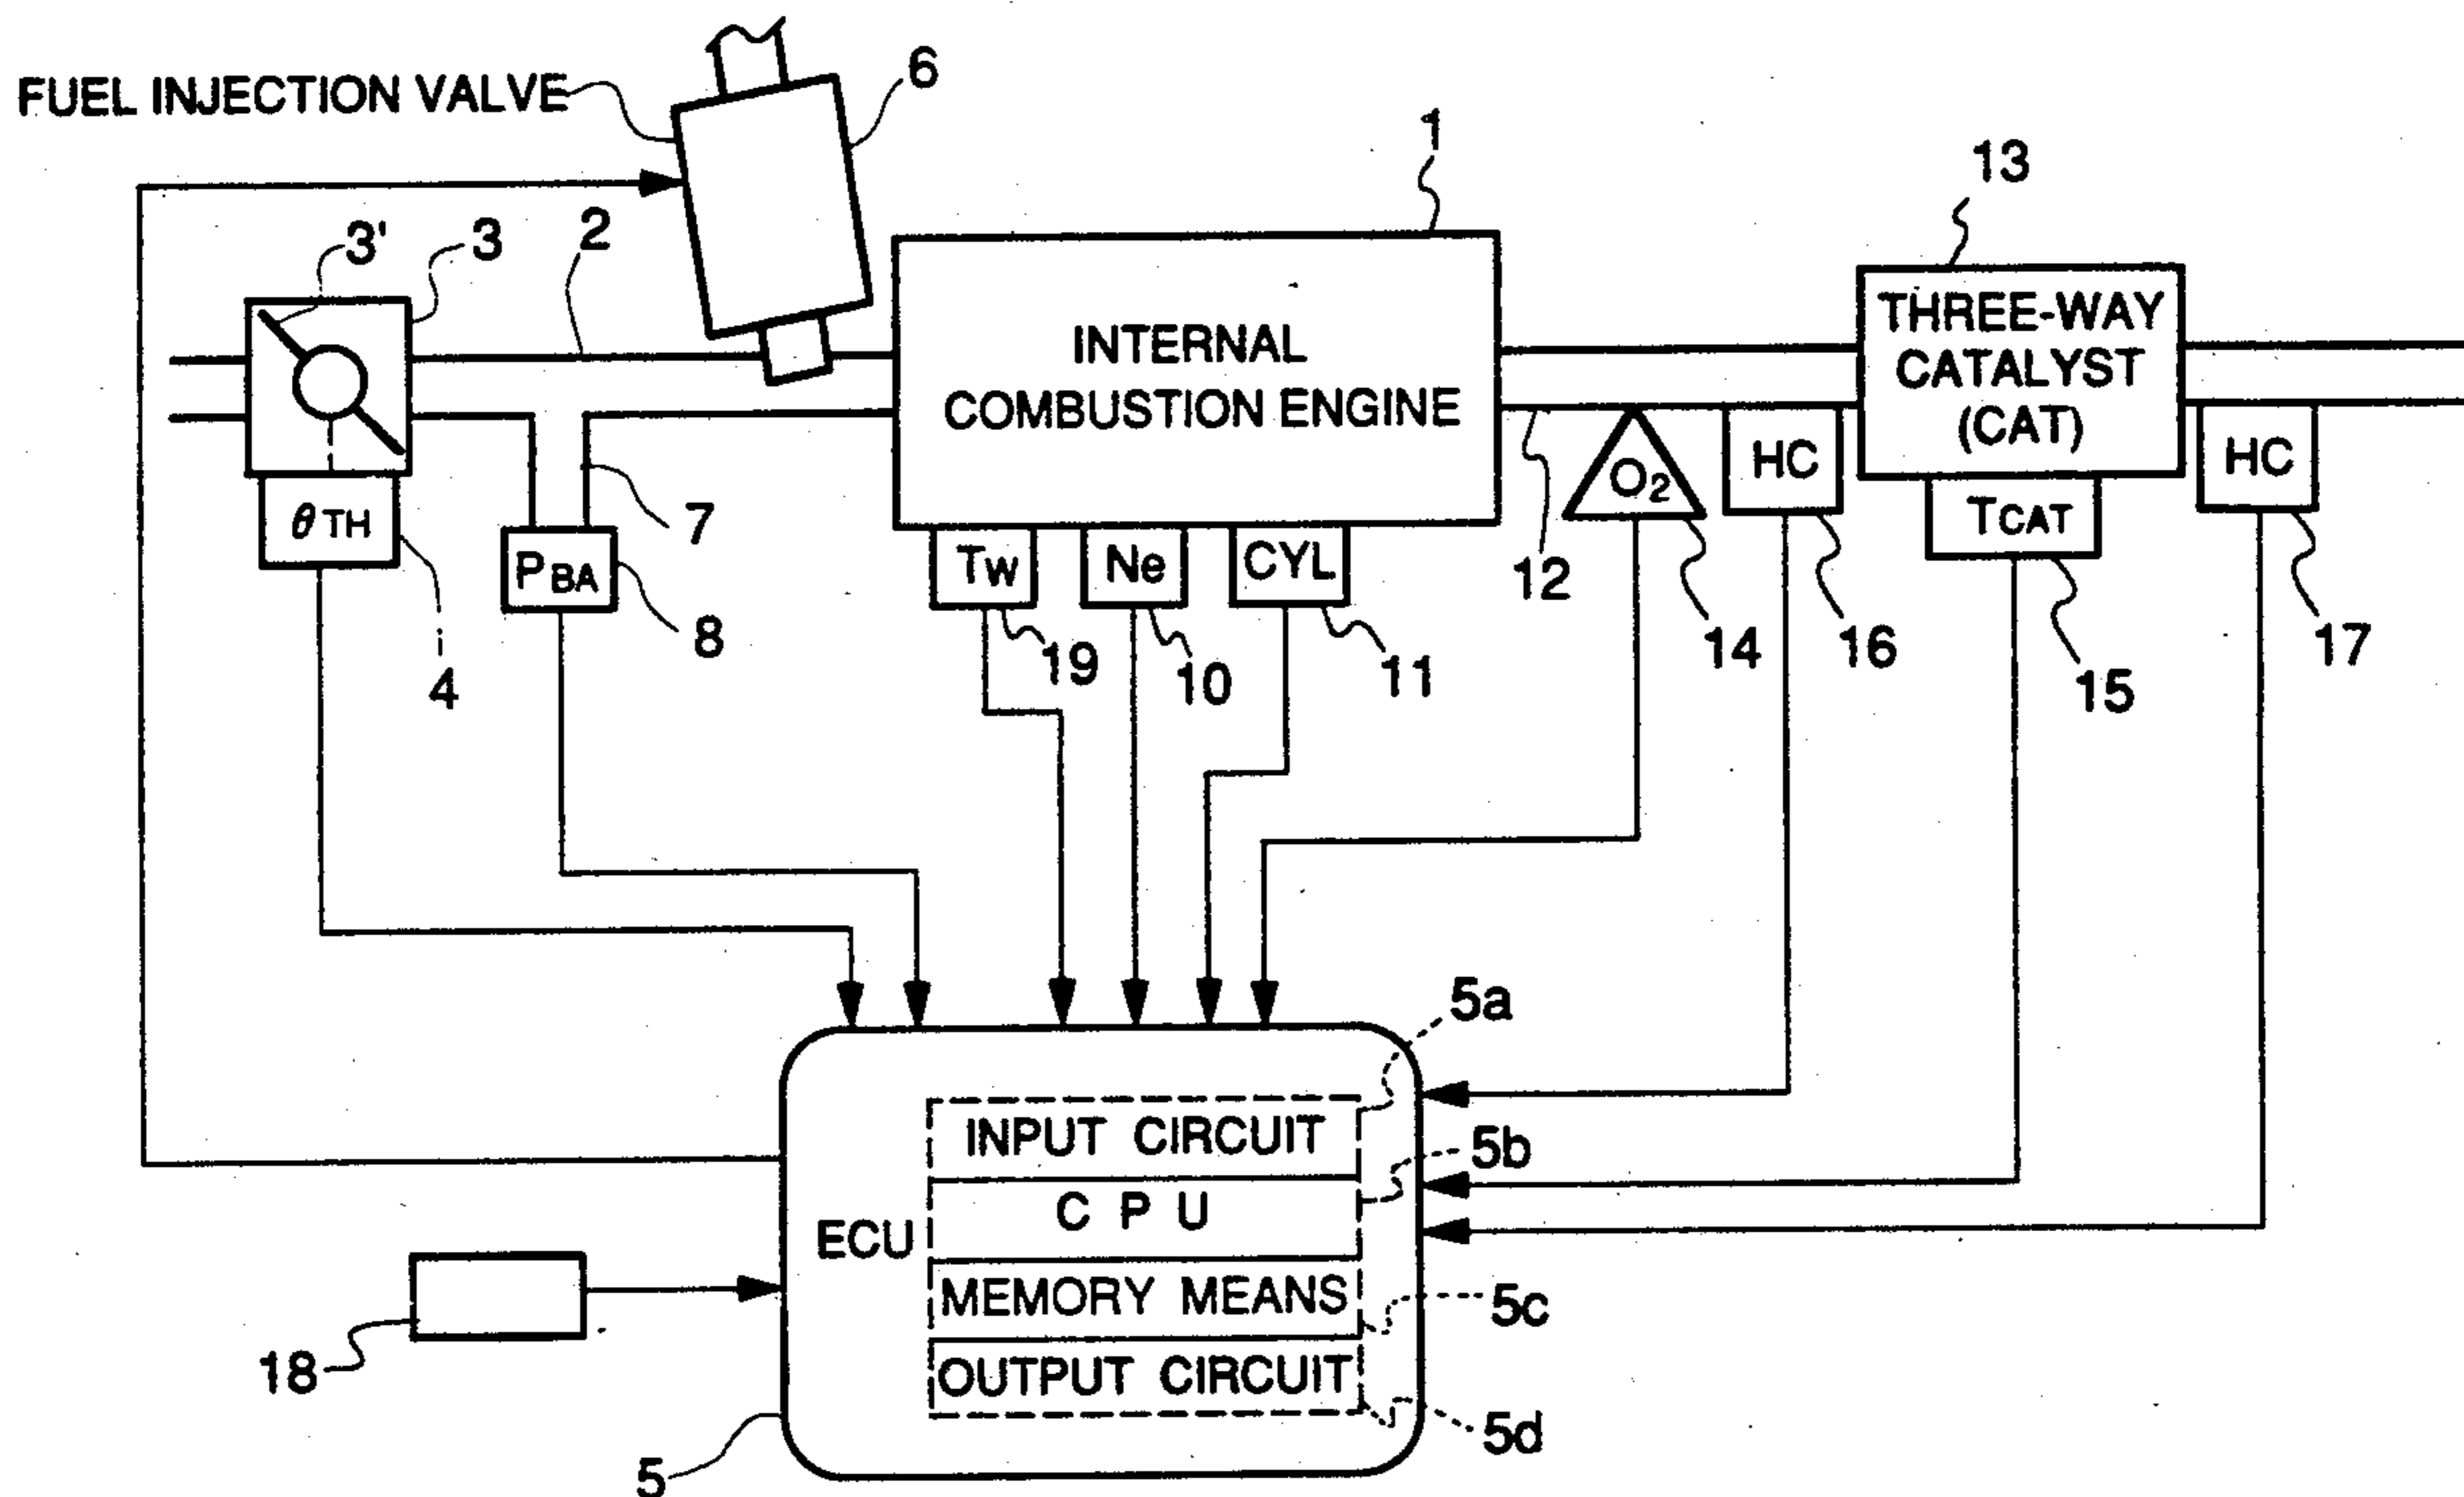 FUEL INJECTION VALVE
6
1
13
3'
3
2
INTERNAL
COMBUSTION ENGINE
THREE-WAY
CATALYST
(CAT)
θTH
PBA
7
8
4
TW
Ne
CYL
O2
HC
TCAT
HC
12
19
10
11
14
16
15
17
5a
INPUT CIRCUIT
5b
CPU
ECU
MEMORY MEANS
5c
OUTPUT CIRCUIT
5d
18
5